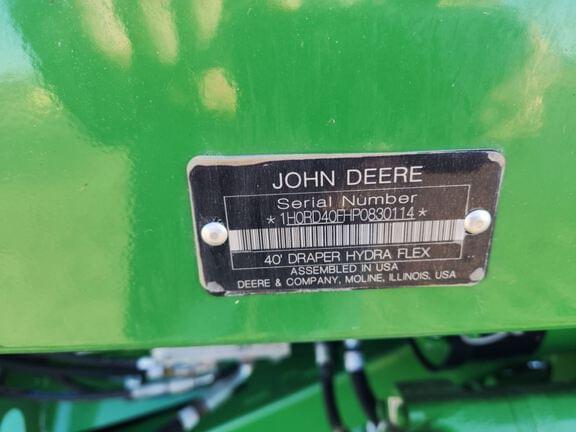 JOHN DEERE
Serial Number
*1H0RD40FHP0830114*
40' DRAPER HYDRA FLEX
ASSEMBLED IN USA
DEERE & COMPANY, MOLINE, ILLINOIS, USA